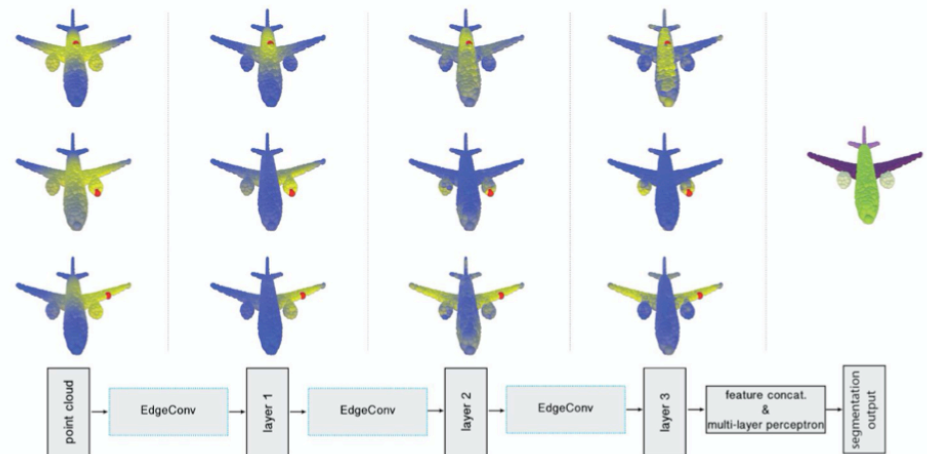 point cloud
EdgeConv
layer 1
EdgeConv
layer 2
EdgeConv
layer 3
feature concat.
&
multi-layer perceptron
segmentation
output